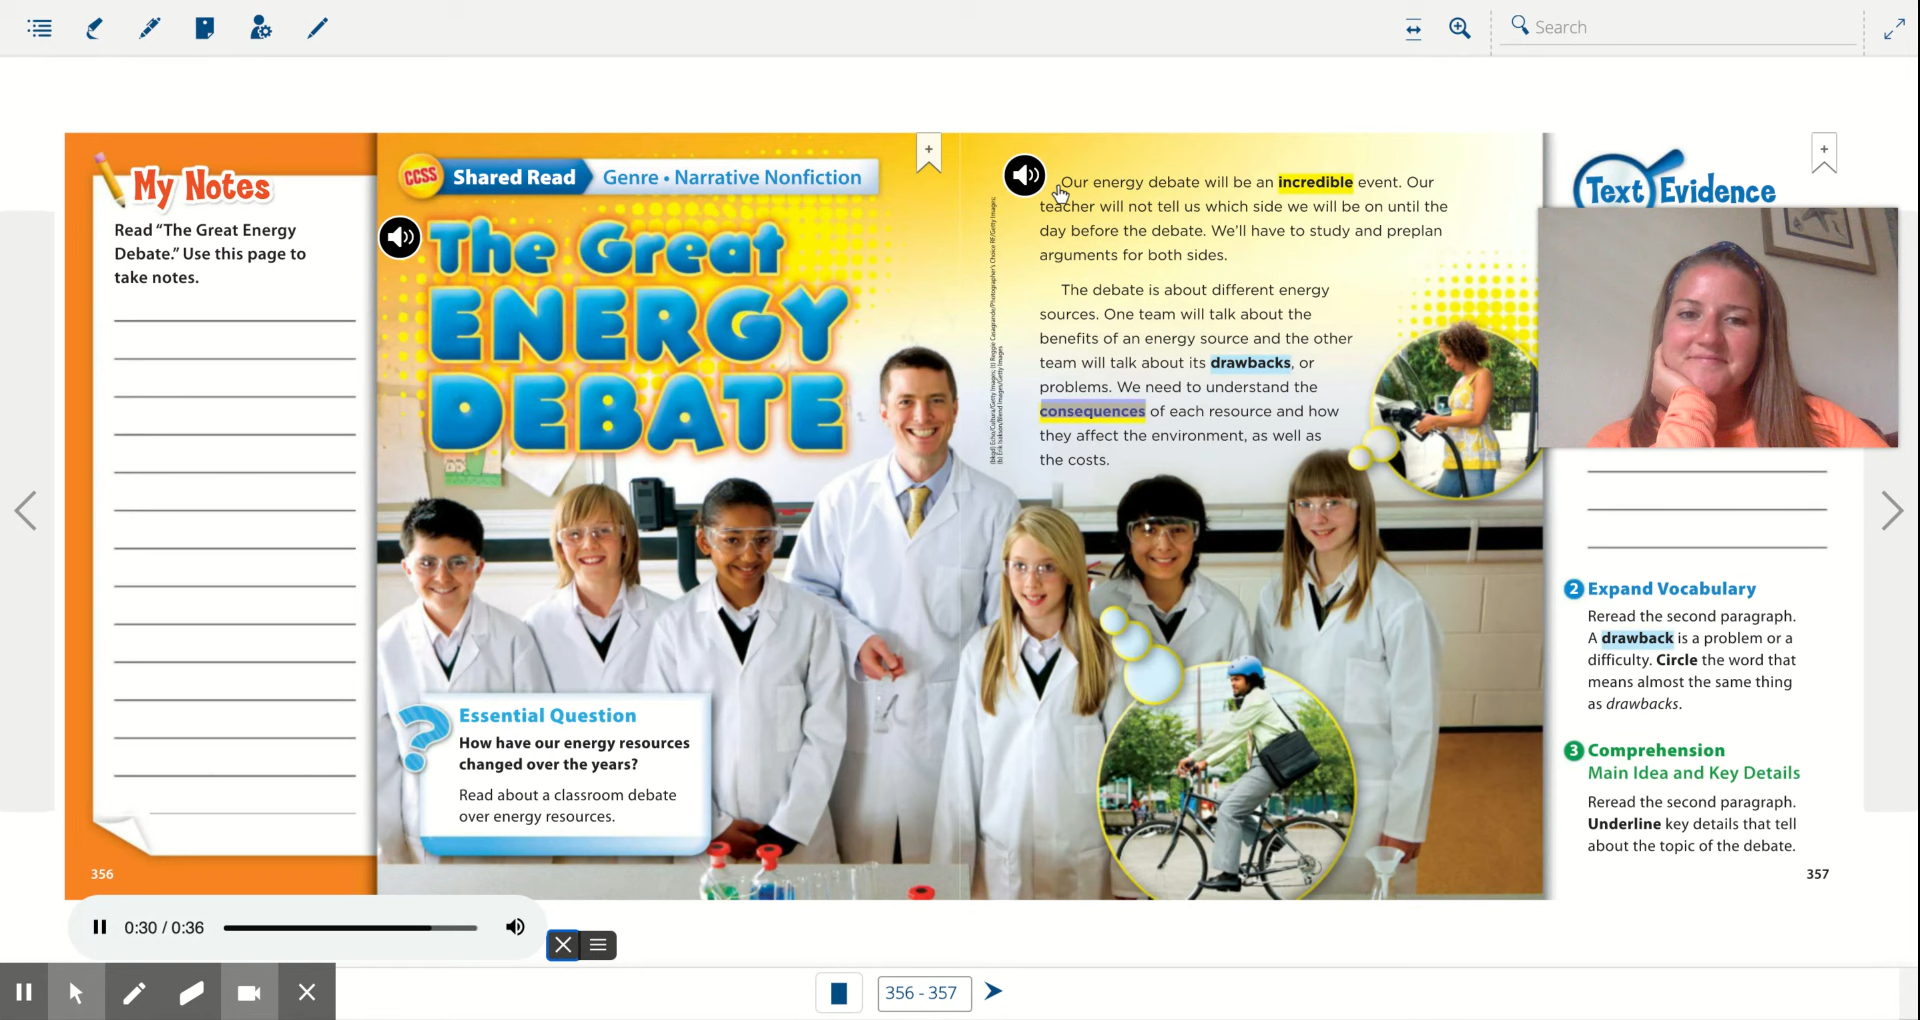 Search
My Notes
Read “The Great Energy
Debate.” Use this page to
take notes.
356
CCSS Shared Read Genre • Narrative Nonfiction
The Great
ENERGY
DEBATE
? Essential Question
How have our energy resources
changed over the years?
Read about a classroom debate
over energy resources.
Our energy debate will be an incredible event. Our
teacher will not tell us which side we will be on until the
day before the debate. We’ll have to study and preplan
arguments for both sides.
The debate is about different energy
sources. One team will talk about the
benefits of an energy source and the other
team will talk about its drawbacks, or
problems. We need to understand the
consequences of each resource and how
they affect the environment, as well as
the costs.
Text Evidence
2 Expand Vocabulary
Reread the second paragraph.
A drawback is a problem or a
difficulty. Circle the word that
means almost the same thing
as drawbacks.
3 Comprehension
Main Idea and Key Details
Reread the second paragraph.
Underline key details that tell
about the topic of the debate.
357
0:30 / 0:36
356 - 357